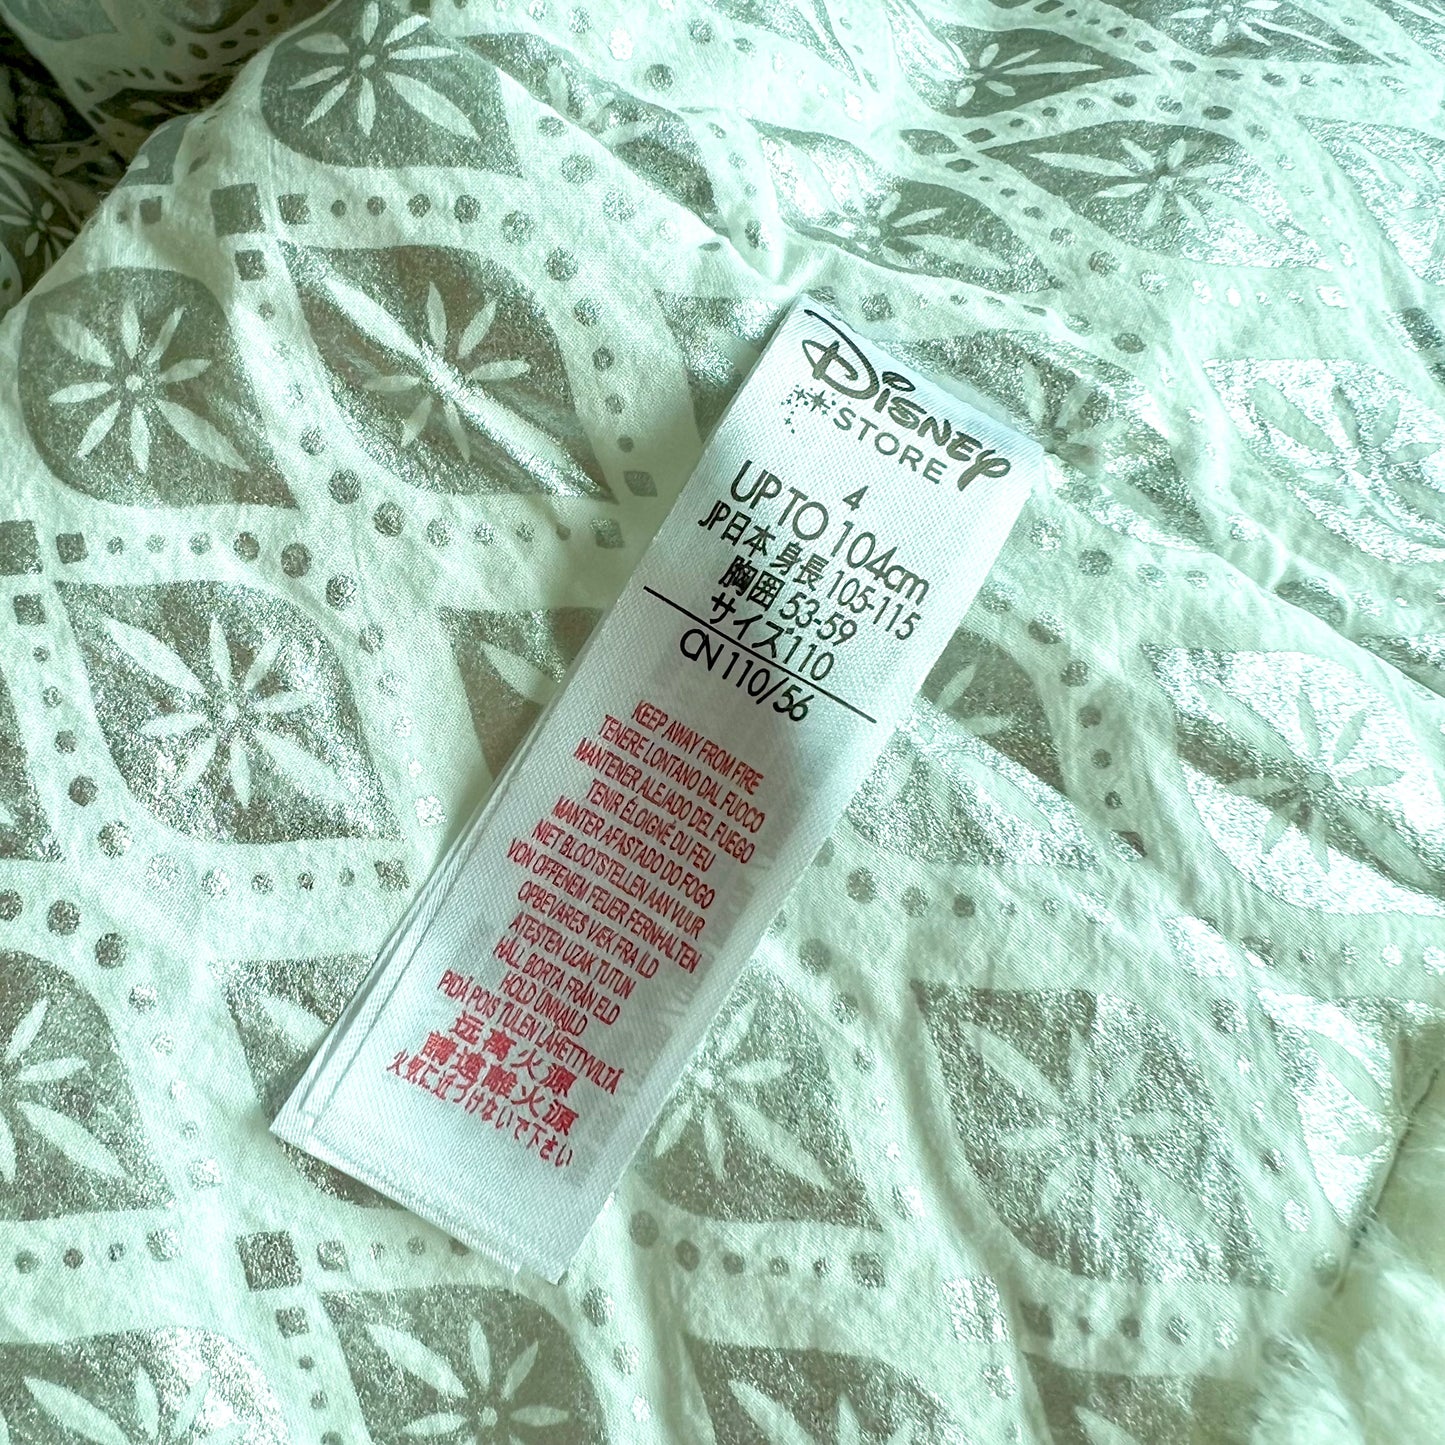 Disney
STORE
4
UP TO 104cm
JP日本 身長 105-115
胸囲 53-59
サイズ110
CN 110/56
KEEP AWAY FROM FIRE
TENERE LONTANO DAL FUOCO
MANTENER ALEJADO DEL FUEGO
TENIR ÉLOIGNÉ DU FEU
MANTER AFASTADO DO FOGO
NIET BLOOTSTELLEN AAN VUUR
VON OFFENEM FEUER FERNHALTEN
OPBEVARES VÆK FRA ILD
ATEŞTEN UZAK TUTUN
HÅLL BORTA FRÅN ELD
HOLD UNNAILD
PIDÄ POIS TULEN LÄHETTYVILTÄ
远离火源
請遠離火源
火気に近づけないで下さい